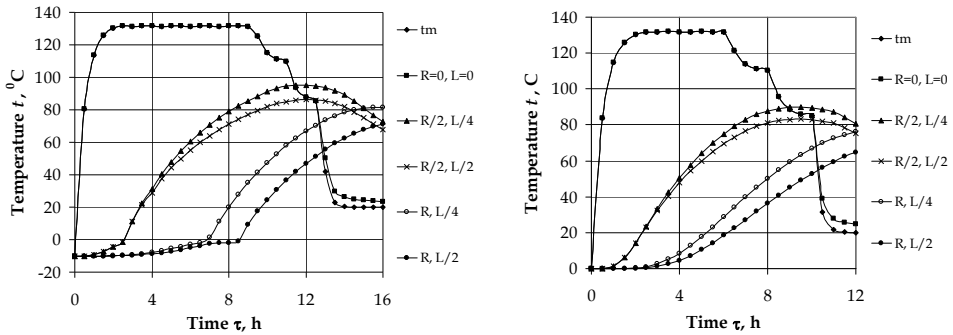 Temperature t, ⁰C
140
120
100
80
60
40
20
0
-20
0 4 8 12 16
Time τ, h
tm
R=0, L=0
R/2, L/4
R/2, L/2
R, L/4
R, L/2
Temperature t, C
140
120
100
80
60
40
20
0
0 4 8 12
Time τ, h
tm
R=0, L=0
R/2, L/4
R/2, L/2
R, L/4
R, L/2